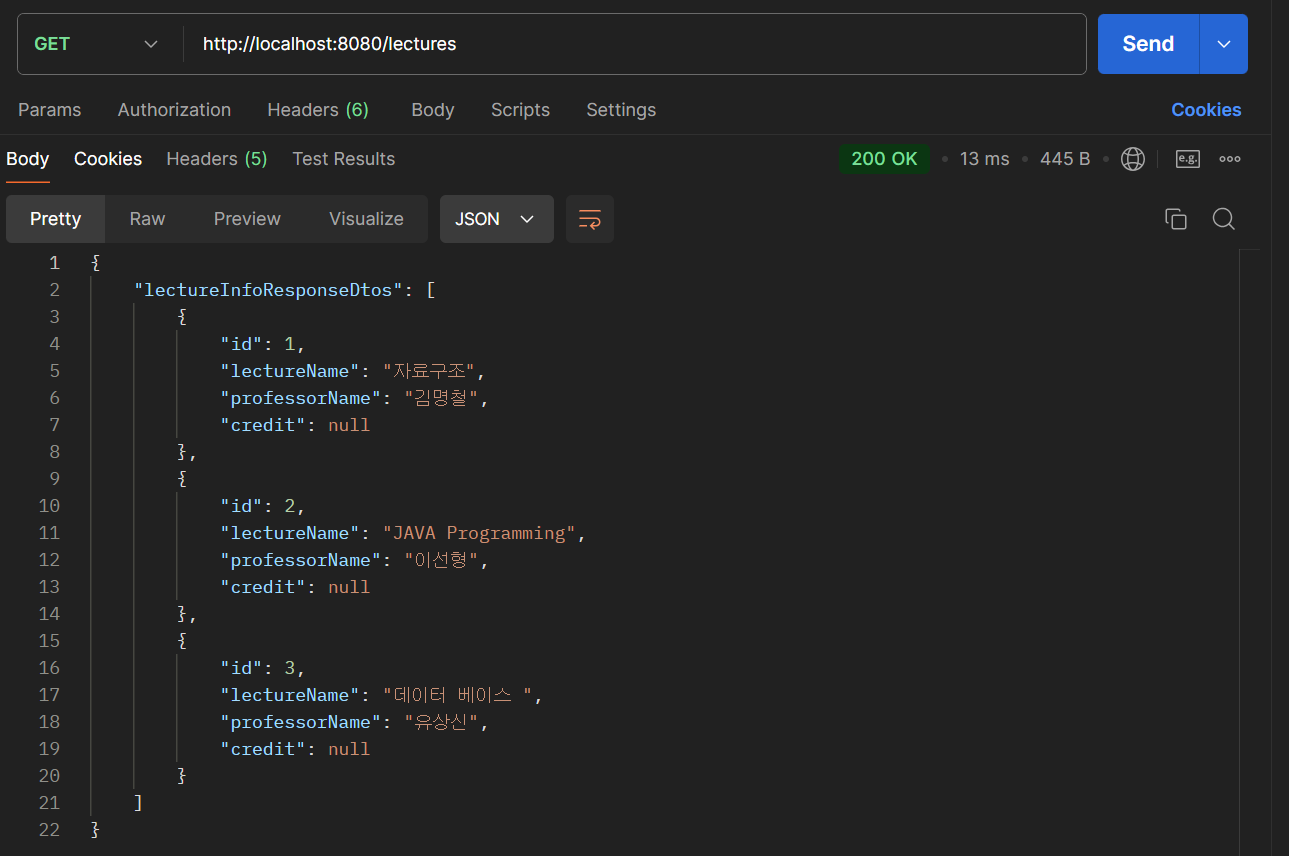 GET http://localhost:8080/lectures Send
Params Authorization Headers (6) Body Scripts Settings Cookies
Body Cookies Headers (5) Test Results 200 OK 13 ms 445 B e.g.
Pretty Raw Preview Visualize JSON
1 {
2 "lectureInfoResponseDtos": [
3 {
4 "id": 1,
5 "lectureName": "자료구조",
6 "professorName": "김명철",
7 "credit": null
8 },
9 {
10 "id": 2,
11 "lectureName": "JAVA Programming",
12 "professorName": "이선형",
13 "credit": null
14 },
15 {
16 "id": 3,
17 "lectureName": "데이터 베이스 ",
18 "professorName": "유상신",
19 "credit": null
20 }
21 ]
22 }